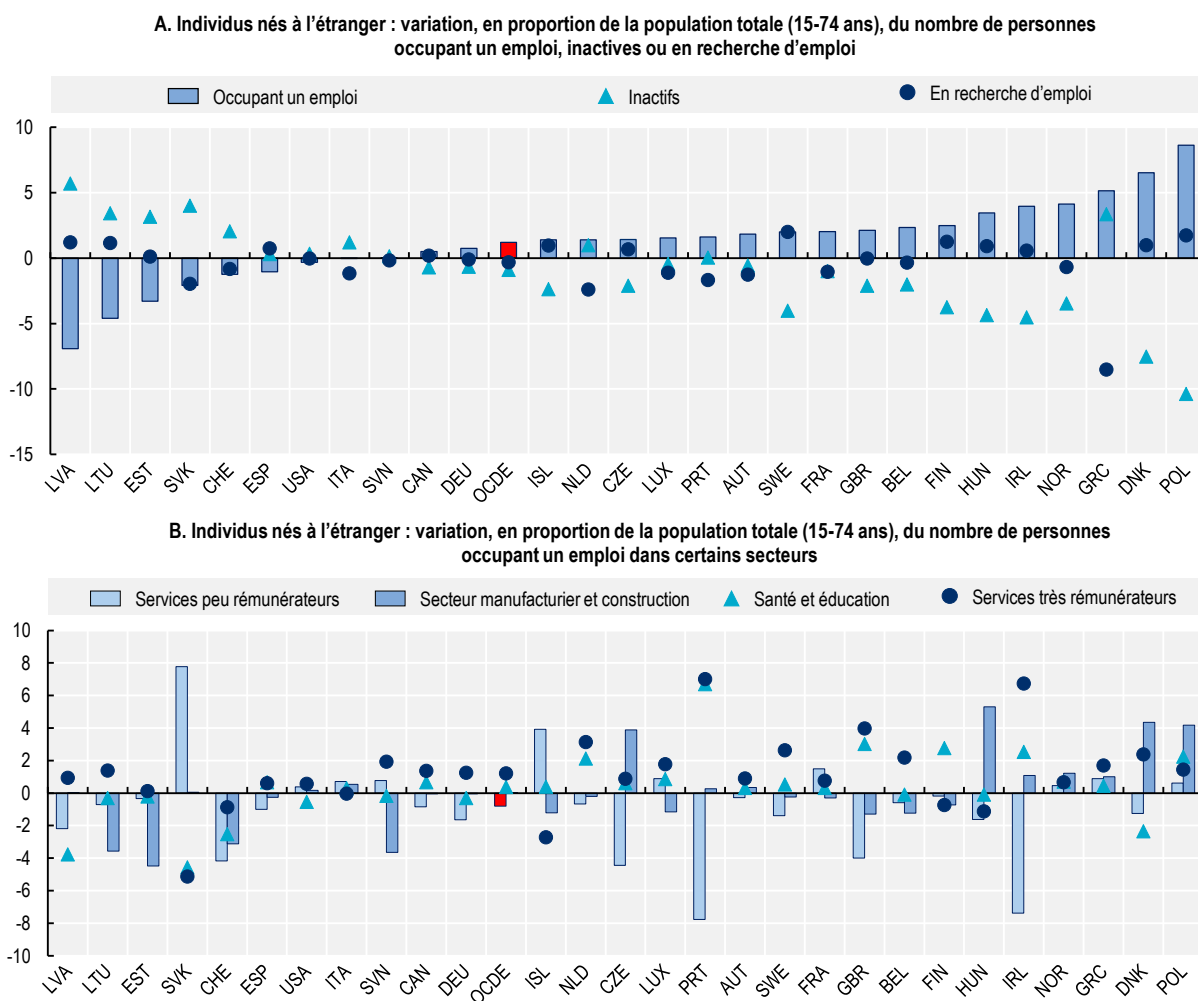 A. Individus nés à l'étranger : variation, en proportion de la population totale (15-74 ans), du nombre de personnes
occupant un emploi, inactives ou en recherche d'emploi
Occupant un emploi Inactifs En recherche d'emploi
10
5
0
-5
-10
-15
LVA LTU EST SVK CHE ESP USA ITA SVN CAN DEU OCDE ISL NLD CZE LUX PRT AUT SWE FRA GBR BEL FIN HUN IRL NOR GRC DNK POL
B. Individus nés à l'étranger : variation, en proportion de la population totale (15-74 ans), du nombre de personnes
occupant un emploi dans certains secteurs
Services peu rémunérateurs Secteur manufacturier et construction Santé et éducation Services très rémunérateurs
10
8
6
4
2
0
-2
-4
-6
-8
-10
LVA LTU EST SVK CHE ESP USA ITA SVN CAN DEU OCDE ISL NLD CZE LUX PRT AUT SWE FRA GBR BEL FIN HUN IRL NOR GRC DNK POL